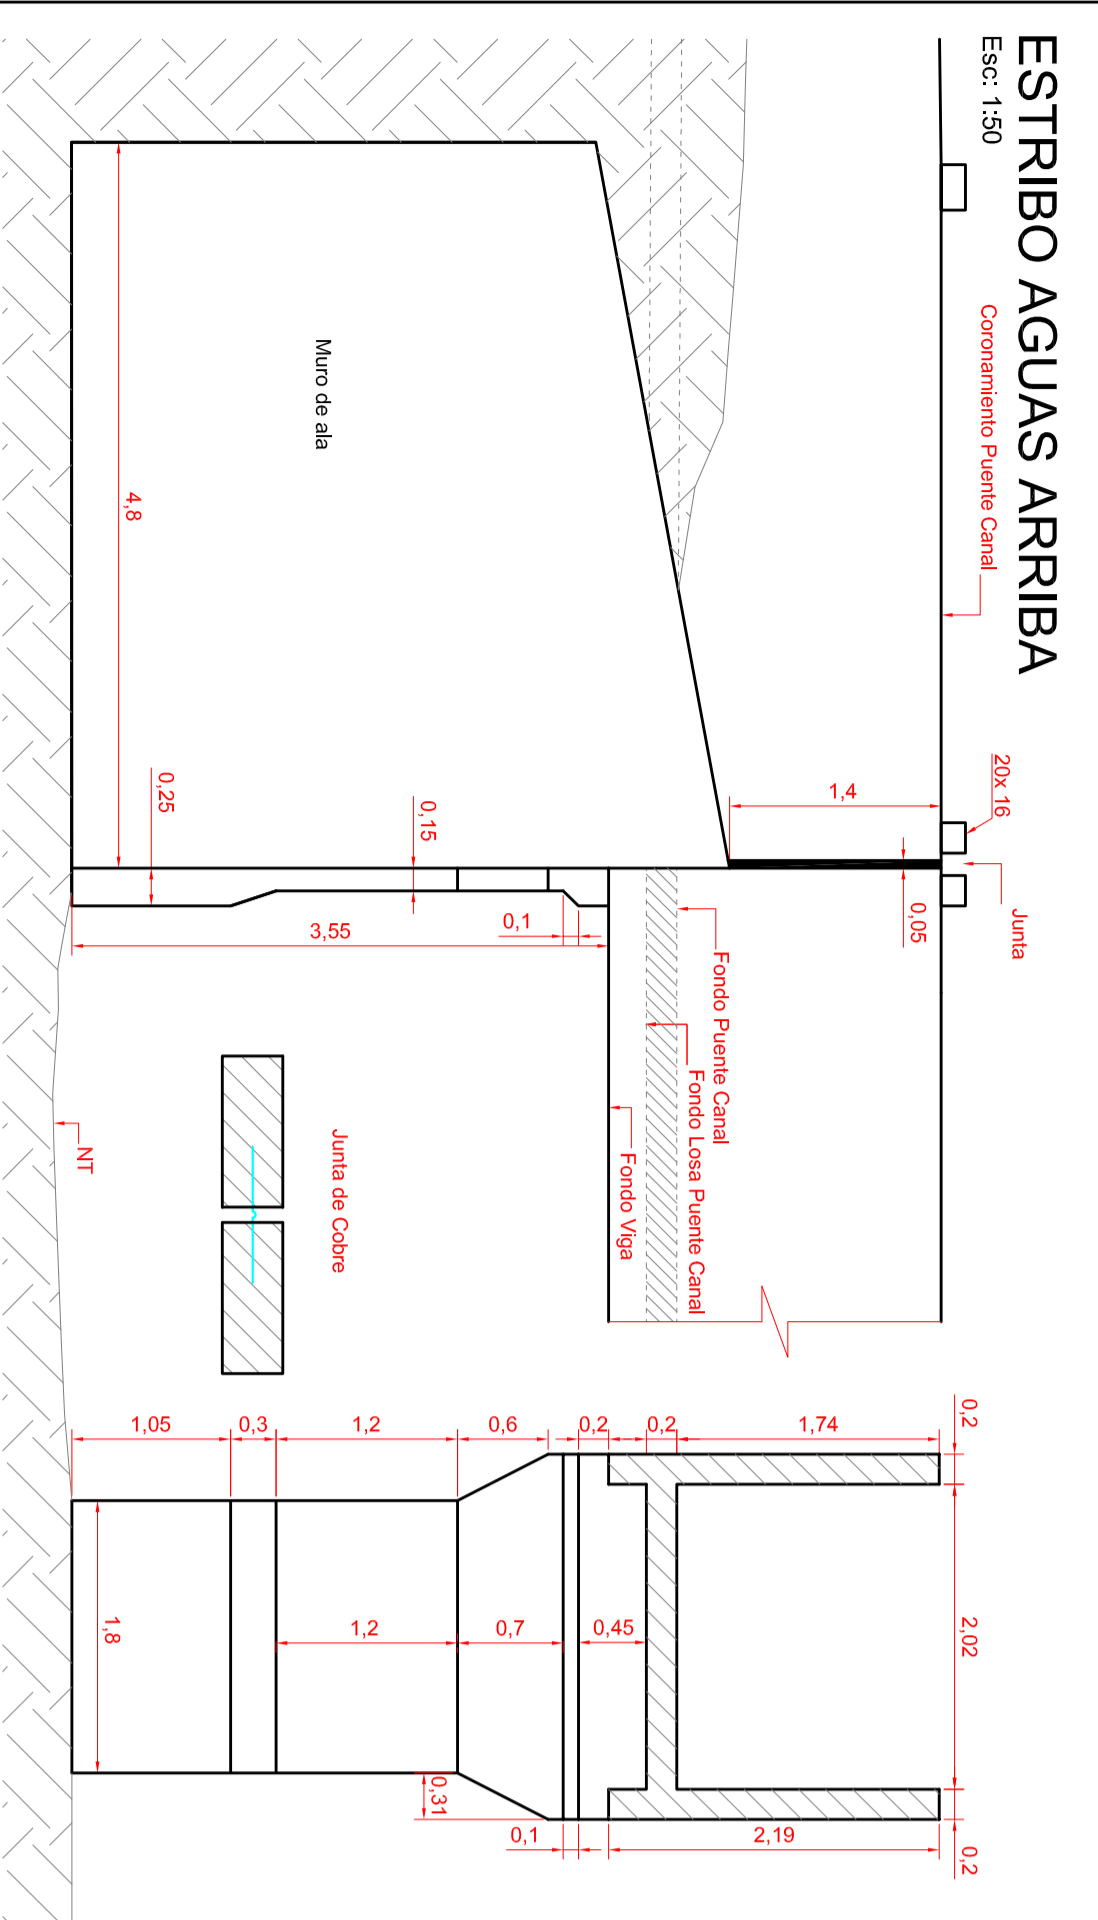 ESTRIBO AGUAS ARRIBA
Esc: 1:50
Coronamiento Puente Canal
20x 16
Junta
1,4
0,05
Muro de ala
4,8
0,25
0,15
0,1
3,55
Fondo Puente Canal
Fondo Losa Puente Canal
Fondo Viga
Junta de Cobre
NT
0,2
2,02
0,2
1,74
0,2
0,2
0,6
1,2
0,3
1,05
0,45
0,7
1,2
1,8
0,31
0,1
2,19